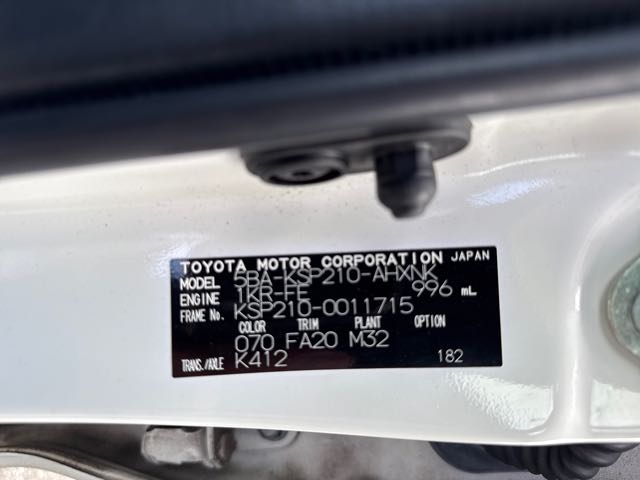 TOYOTA MOTOR CORPORATION JAPAN
MODEL 5BA-KSP210-AHXNK
ENGINE 1KR-FE 996 mL
FRAME No. KSP210-0011715
COLOR TRIM PLANT OPTION
070 FA20 M32
TRANS./AXLE K412 182